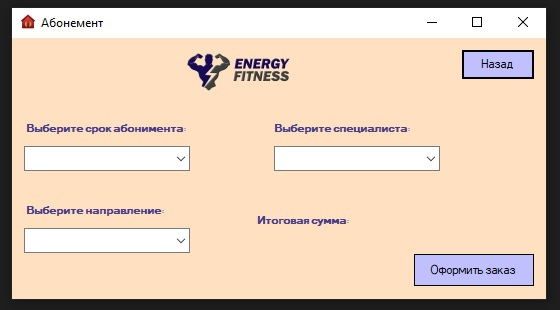 Абонемент
ENERGY
FITNESS
Назад
Выберите срок абонимента:
Выберите специалиста:
Выберите направление:
Итоговая сумма:
Оформить заказ